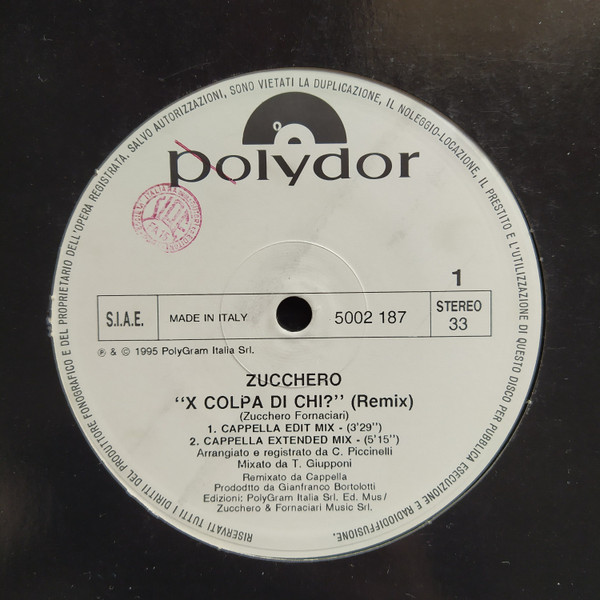 RISERVATI TUTTI I DIRITTI DEL PRODUTTORE FONOGRAFICO E DEL PROPRIETARIO DELL'OPERA REGISTRATA. SALVO AUTORIZZAZIONI, SONO VIETATI LA DUPLICAZIONE, IL NOLEGGIO-LOCAZIONE, IL PRESTITO E L'UTILIZZAZIONE DI QUESTO DISCO PER PUBBLICA ESECUZIONE E RADIODIFFUSIONE.
polydor
1
S.I.A.E. MADE IN ITALY 5002 187 STEREO
33
℗ & © 1995 PolyGram Italia Srl.
ZUCCHERO
"X COLPA DI CHI?" (Remix)
(Zucchero Fornaciari)
1. CAPPELLA EDIT MIX - (3'29")
2. CAPPELLA EXTENDED MIX - (5'15")
Arrangiato e registrato da C. Piccinelli
Mixato da T. Giupponi
Remixato da Cappella
Prododtto da Gianfranco Bortolotti
Edizioni: PolyGram Italia Srl. Ed. Mus/
Zucchero & Fornaciari Music Srl.